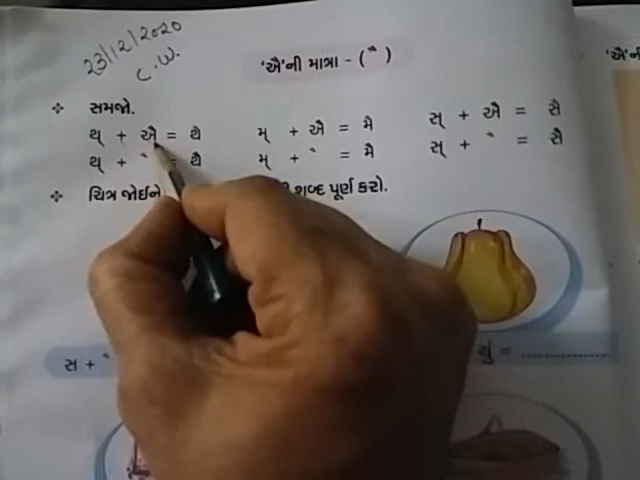 23/12/2020
C.W.
'ઐ'ની માત્રા - ( ૈ )
'ઐ'ની
❖ સમજો.
થ્ + ઐ = થૈ મ્ + ઐ = મૈ સ્ + ઐ = સૈ
થ્ + ૈ = થૈ મ્ + ૈ = મૈ સ્ + ૈ = સૈ
❖ ચિત્ર જોઈને શબ્દ પૂર્ણ કરો.
સ + ૈ
યું = ....................